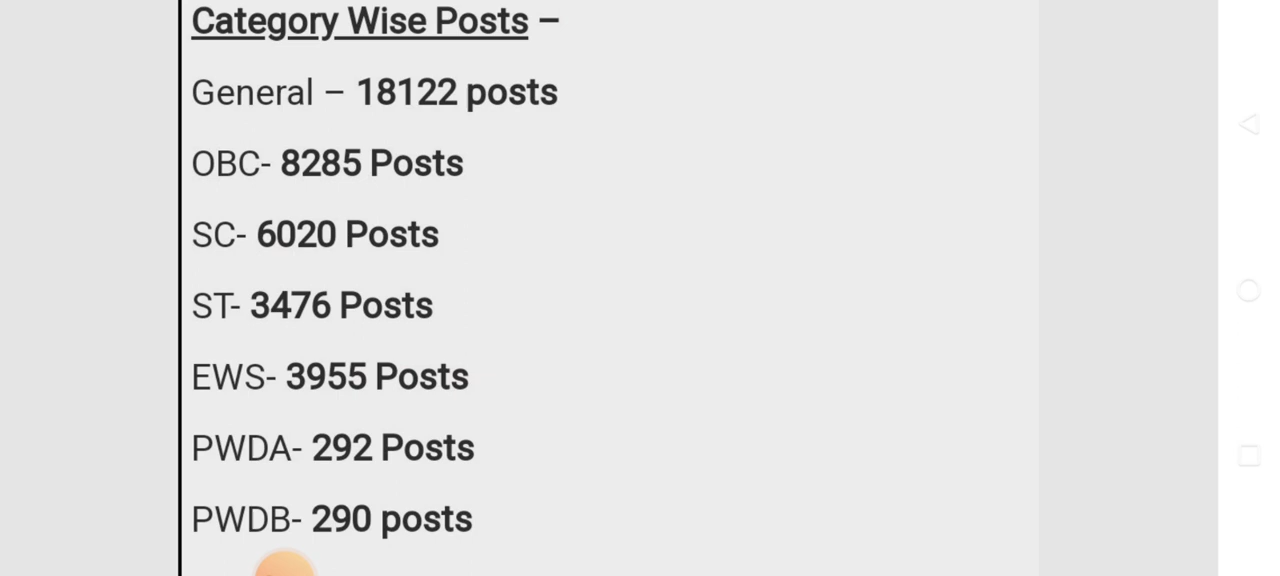 Category Wise Posts –
General – 18122 posts
OBC- 8285 Posts
SC- 6020 Posts
ST- 3476 Posts
EWS- 3955 Posts
PWDA- 292 Posts
PWDB- 290 posts